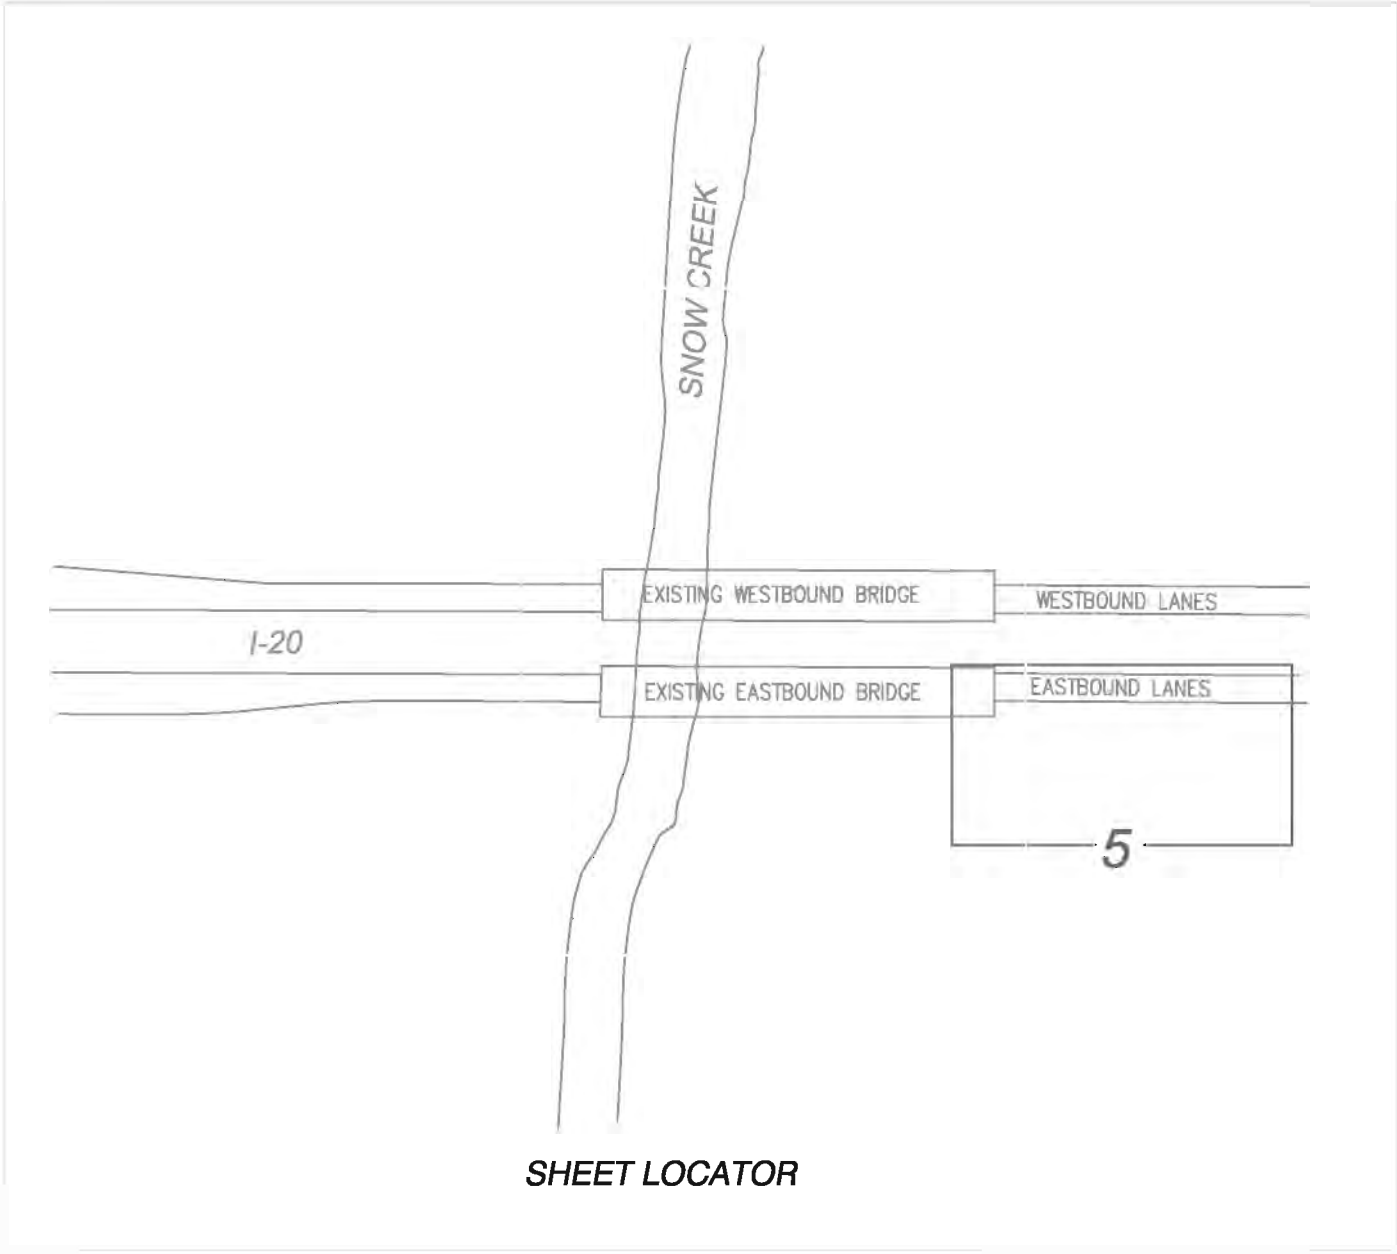 SNOW CREEK
EXISTING WESTBOUND BRIDGE
WESTBOUND LANES
I-20
EXISTING EASTBOUND BRIDGE
EASTBOUND LANES
5
SHEET LOCATOR